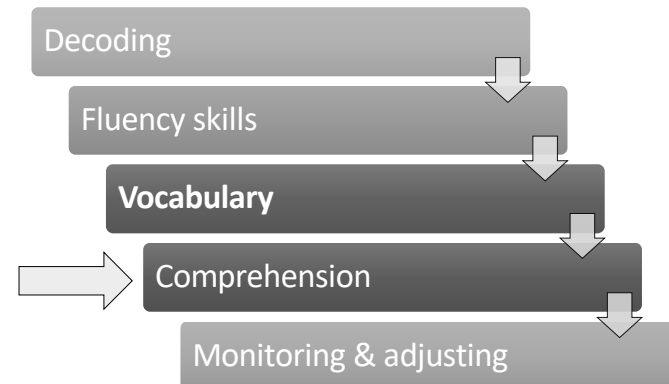 Decoding
Fluency skills
Vocabulary
Comprehension
Monitoring & adjusting